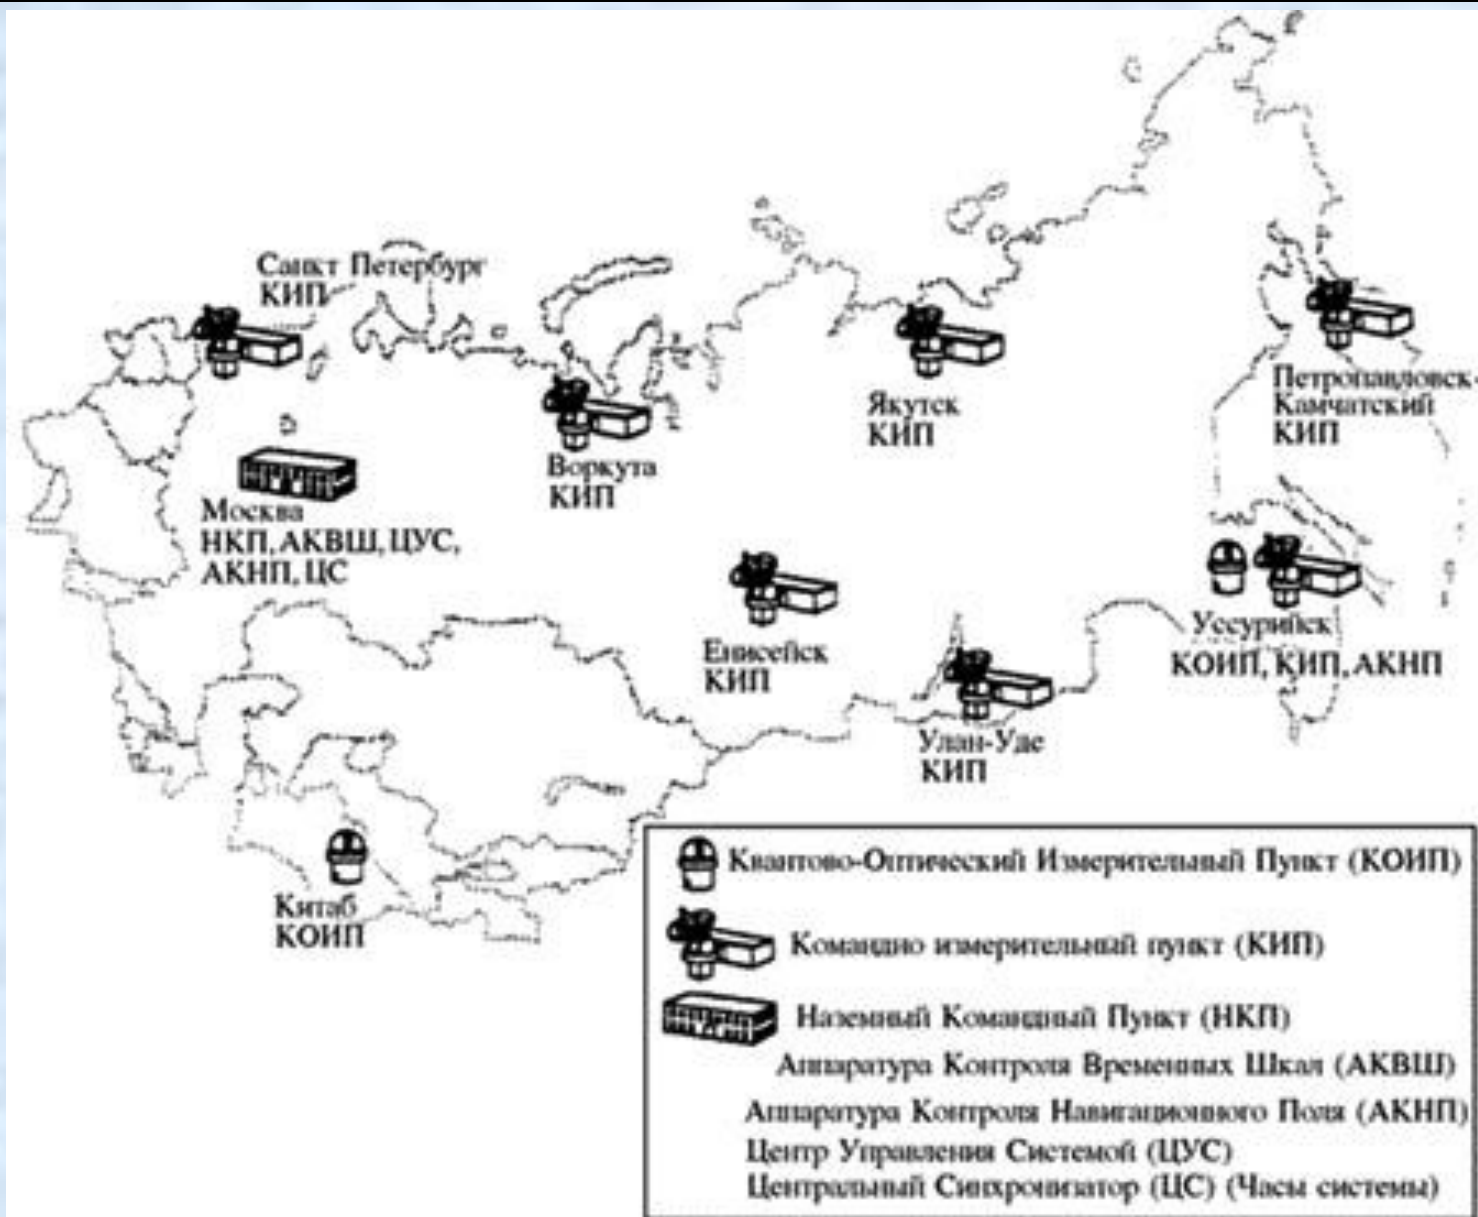 Санкт Петербург
КИП
Воркута
КИП
Якутск
КИП
Петропавловск-
Камчатский
КИП
Москва
НКП, АКВШ, ЦУС,
АКНП, ЦС
Енисейск
КИП
Улан-Уде
КИП
Уссурийск
КОИП, КИП, АКНП
Китаб
КОИП
Квантово-Оптический Измерительный Пункт (КОИП)
Командно измерительный пункт (КИП)
Наземный Командный Пункт (НКП)
Аппаратура Контроля Временных Шкал (АКВШ)
Аппаратура Контроля Навигационного Поля (АКНП)
Центр Управления Системой (ЦУС)
Центральный Синхронизатор (ЦС) (Часы системы)